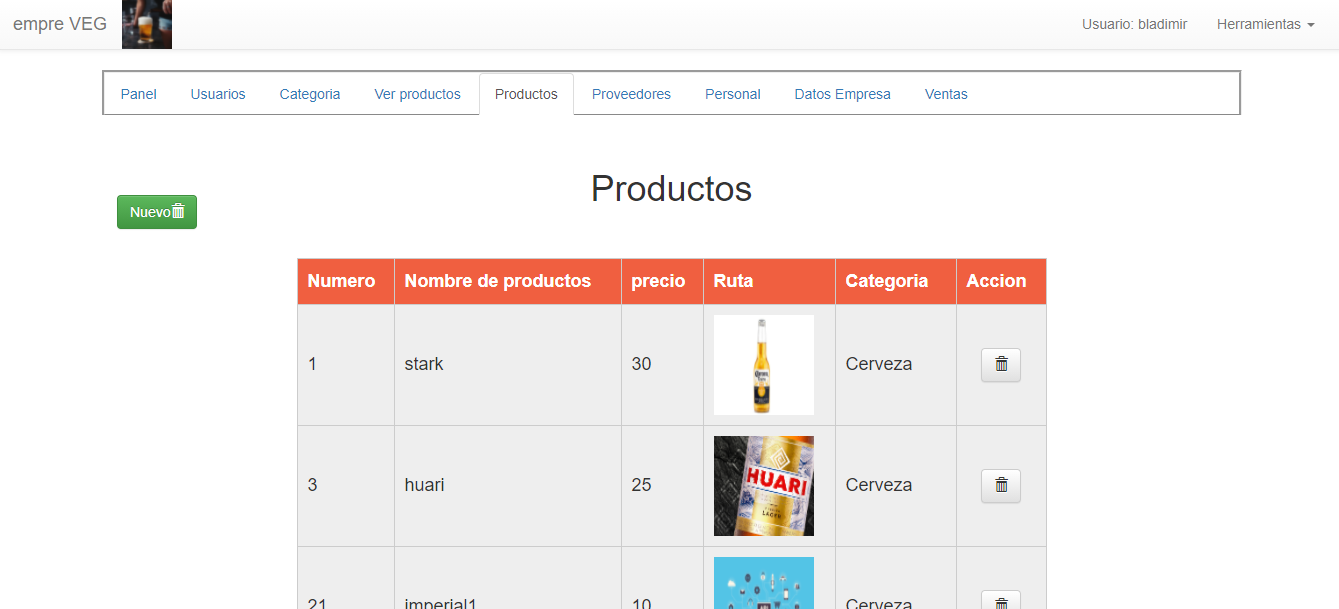 empre VEG Usuario: bladimir Herramientas
Panel Usuarios Categoria Ver productos Productos Proveedores Personal Datos Empresa Ventas
Productos
Nuevo
Numero Nombre de productos precio Ruta Categoria Accion
1 stark 30 Cerveza
HUARI
LAGER
3 huari 25 Cerveza
21 imperial1 10 Cerveza